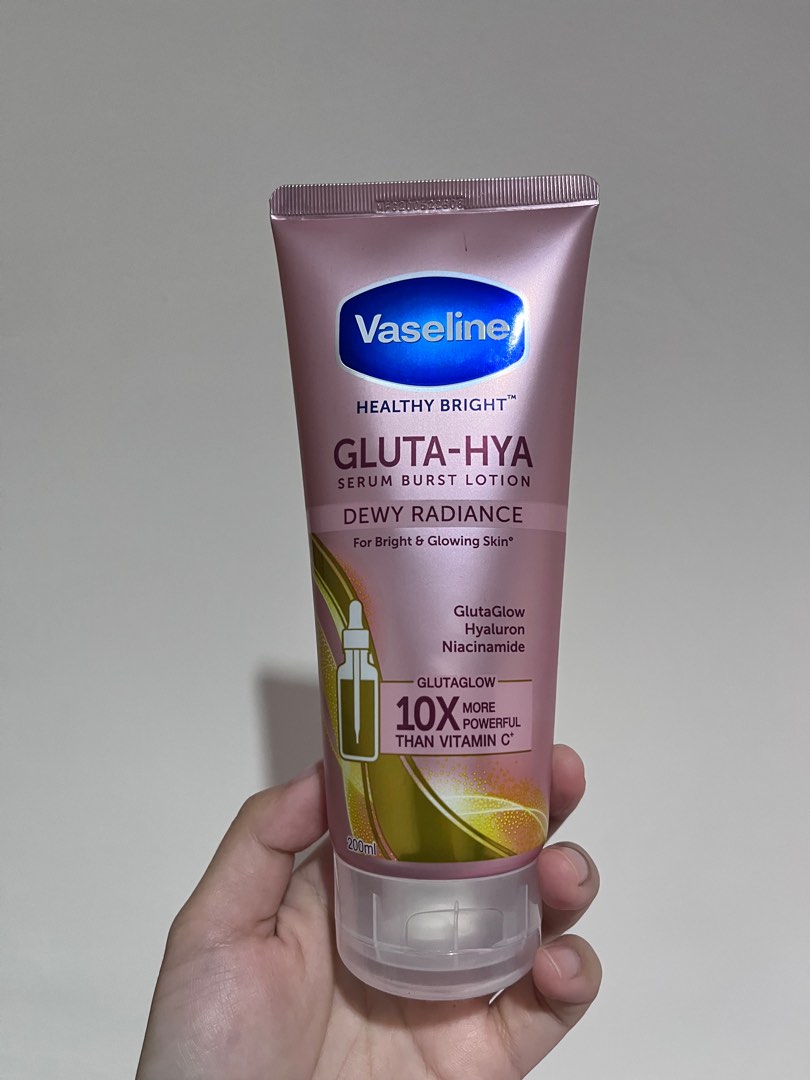 Vaseline
HEALTHY BRIGHT™
GLUTA-HYA
SERUM BURST LOTION
DEWY RADIANCE
For Bright & Glowing Skin°
GlutaGlow
Hyaluron
Niacinamide
GLUTAGLOW
10X MORE POWERFUL
THAN VITAMIN C⁺
200ml